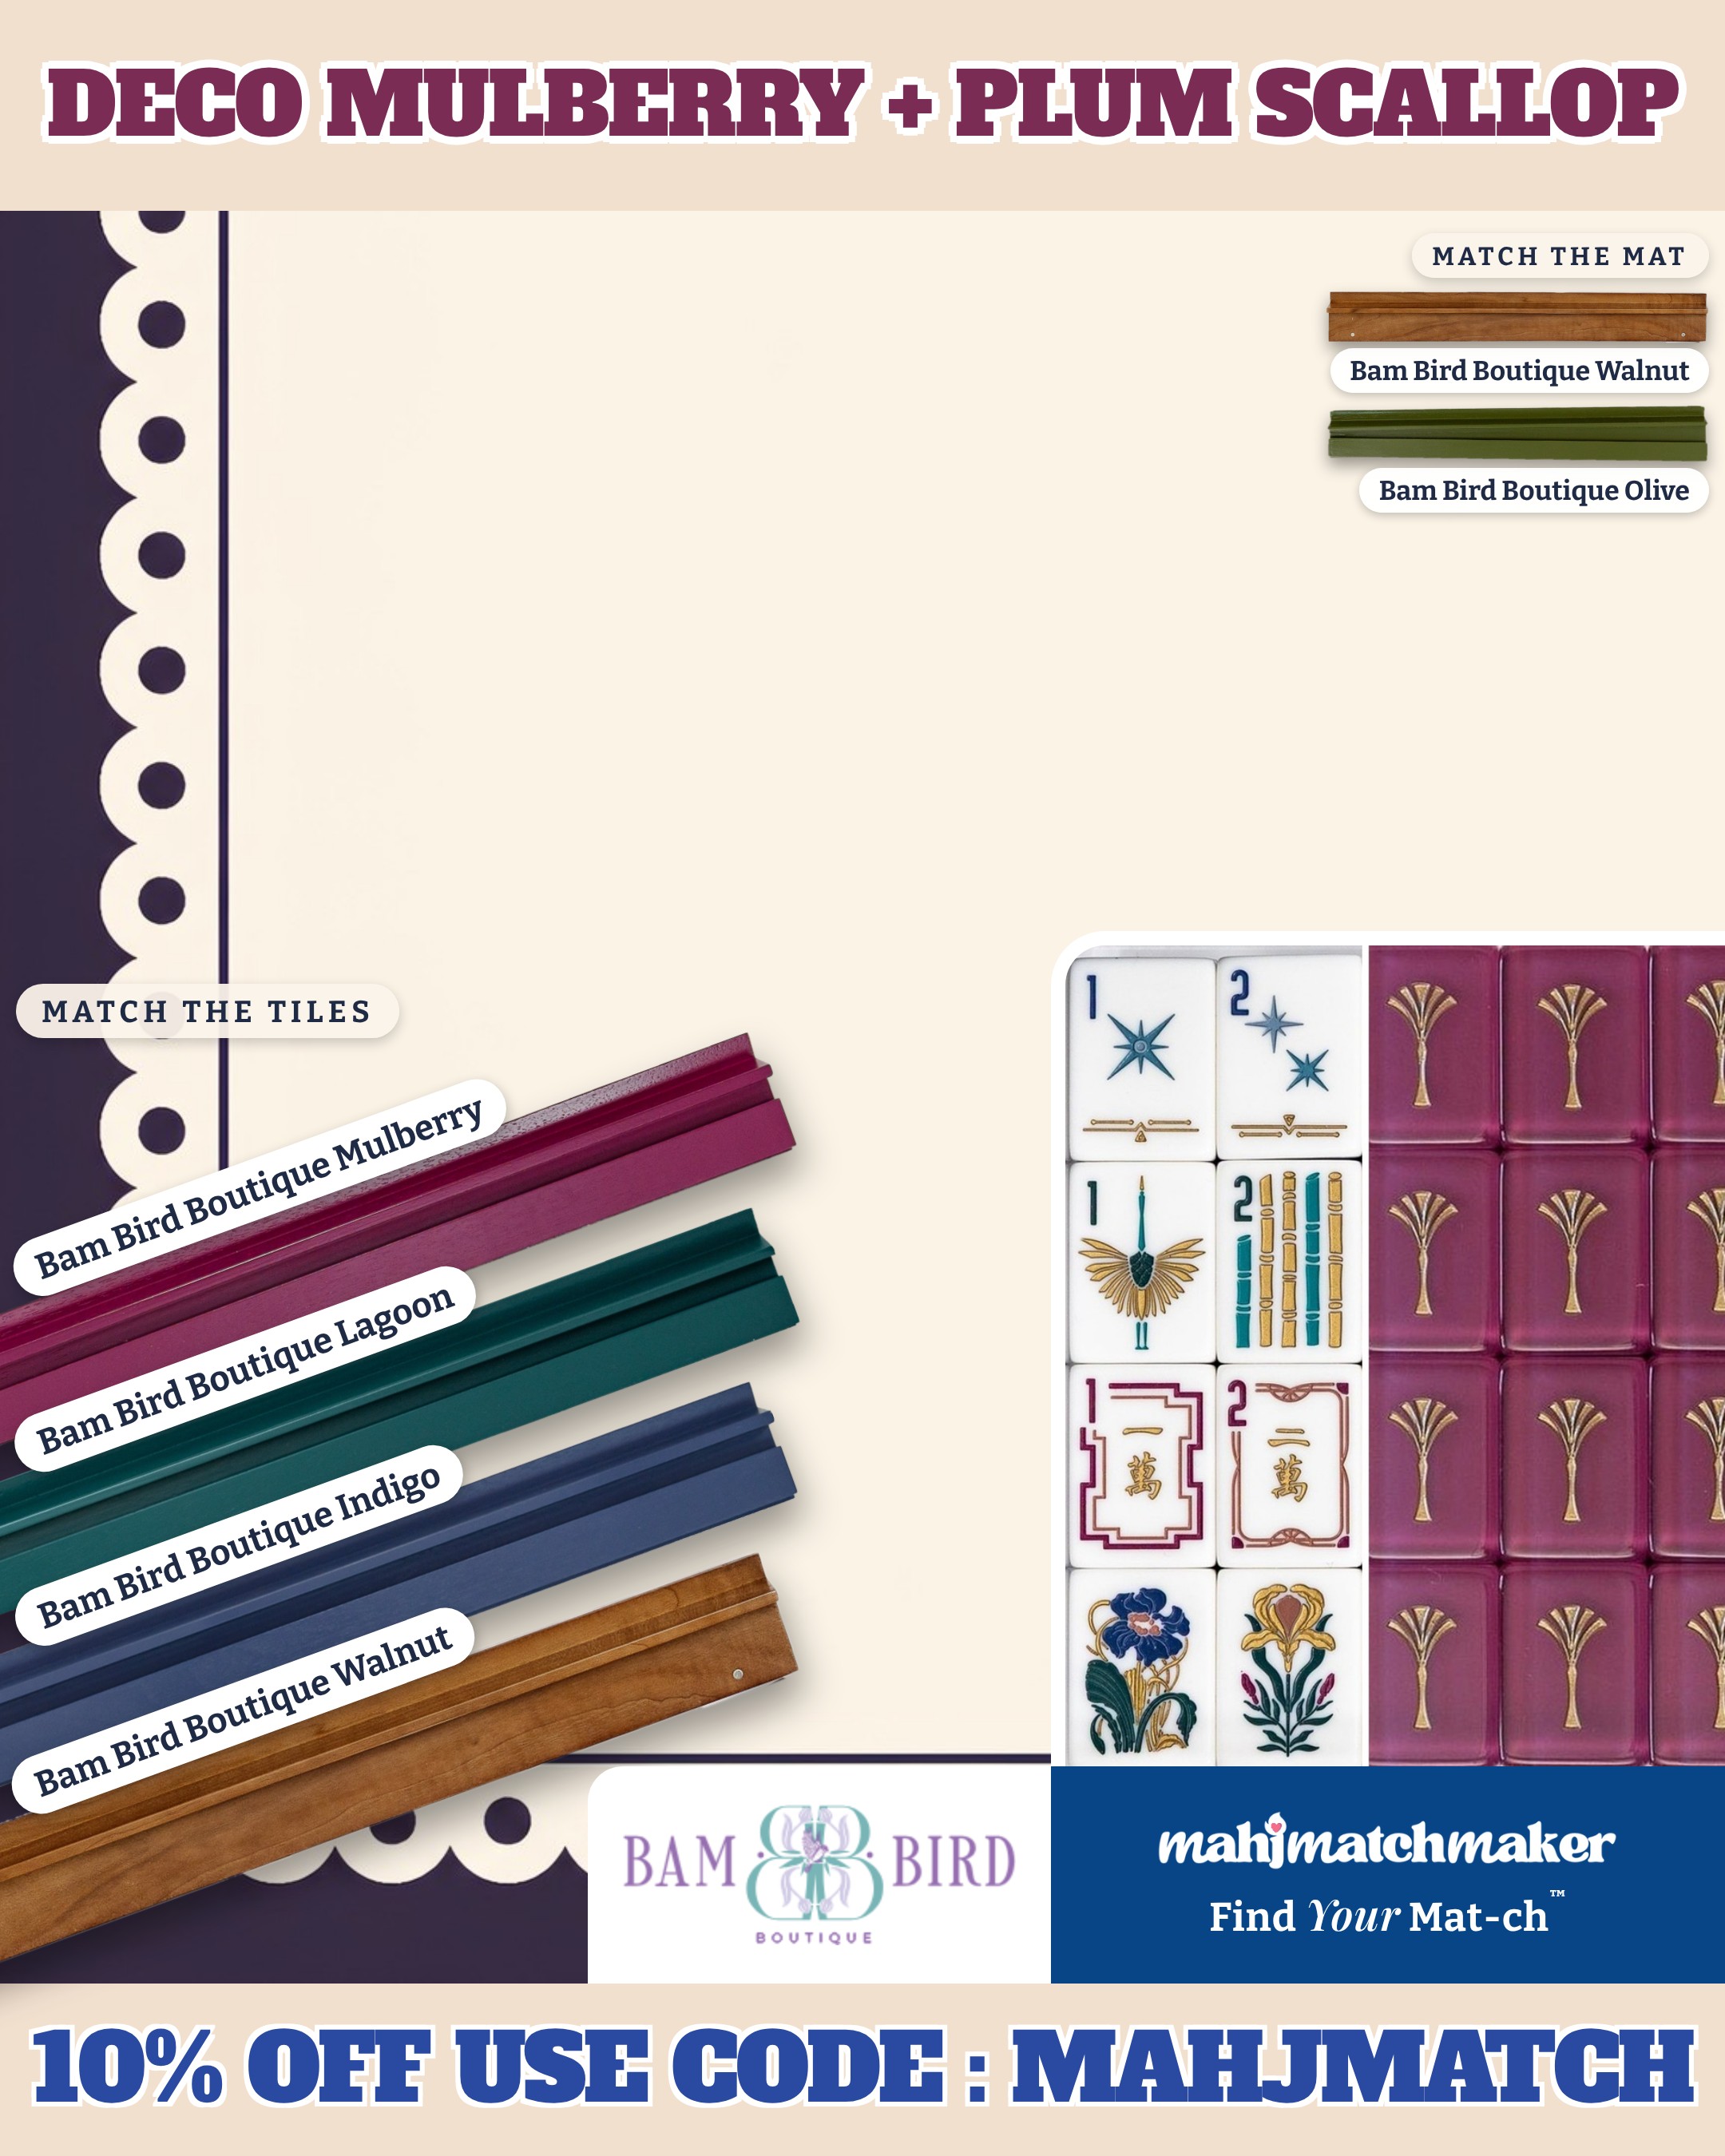 DECO MULBERRY + PLUM SCALLOP
MATCH THE MAT
Bam Bird Boutique Walnut
Bam Bird Boutique Olive
MATCH THE TILES
Bam Bird Boutique Mulberry
Bam Bird Boutique Lagoon
Bam Bird Boutique Indigo
Bam Bird Boutique Walnut
1 2
1 2
1 2
一 二
萬 萬
BAM BIRD
BOUTIQUE
mahjmatchmaker
Find Your Mat-ch™
10% OFF USE CODE : MAHJMATCH